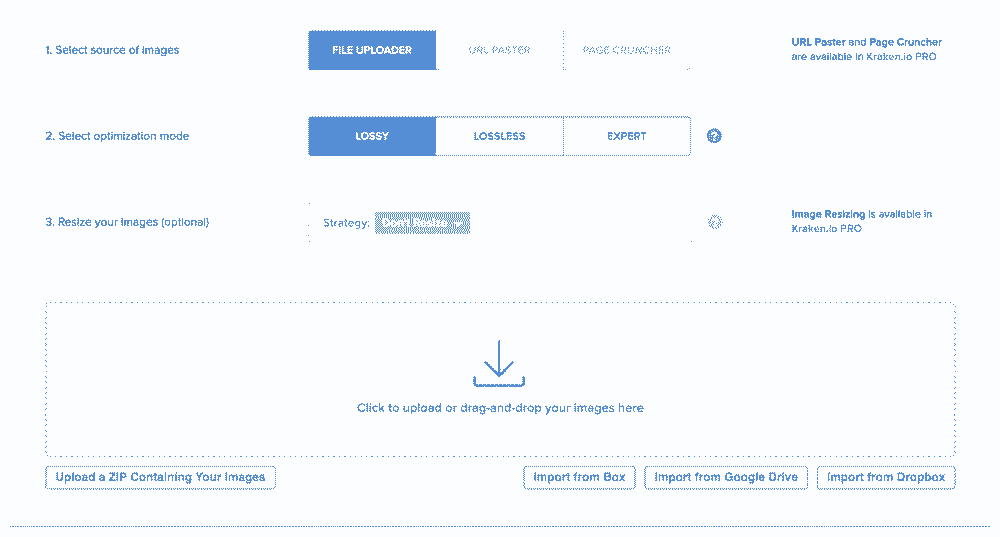 1. Select source of images
FILE UPLOADER
URL PASTER
PAGE CRUNCHER
URL Paster and Page Cruncher
are available in Kraken.io PRO
2. Select optimization mode
LOSSY
LOSSLESS
EXPERT
?
3. Resize your images (optional)
Strategy:
?
Image Resizing is available in
Kraken.io PRO
Click to upload or drag-and-drop your images here
Upload a ZIP Containing Your Images
Import from Box
Import from Google Drive
Import from Dropbox